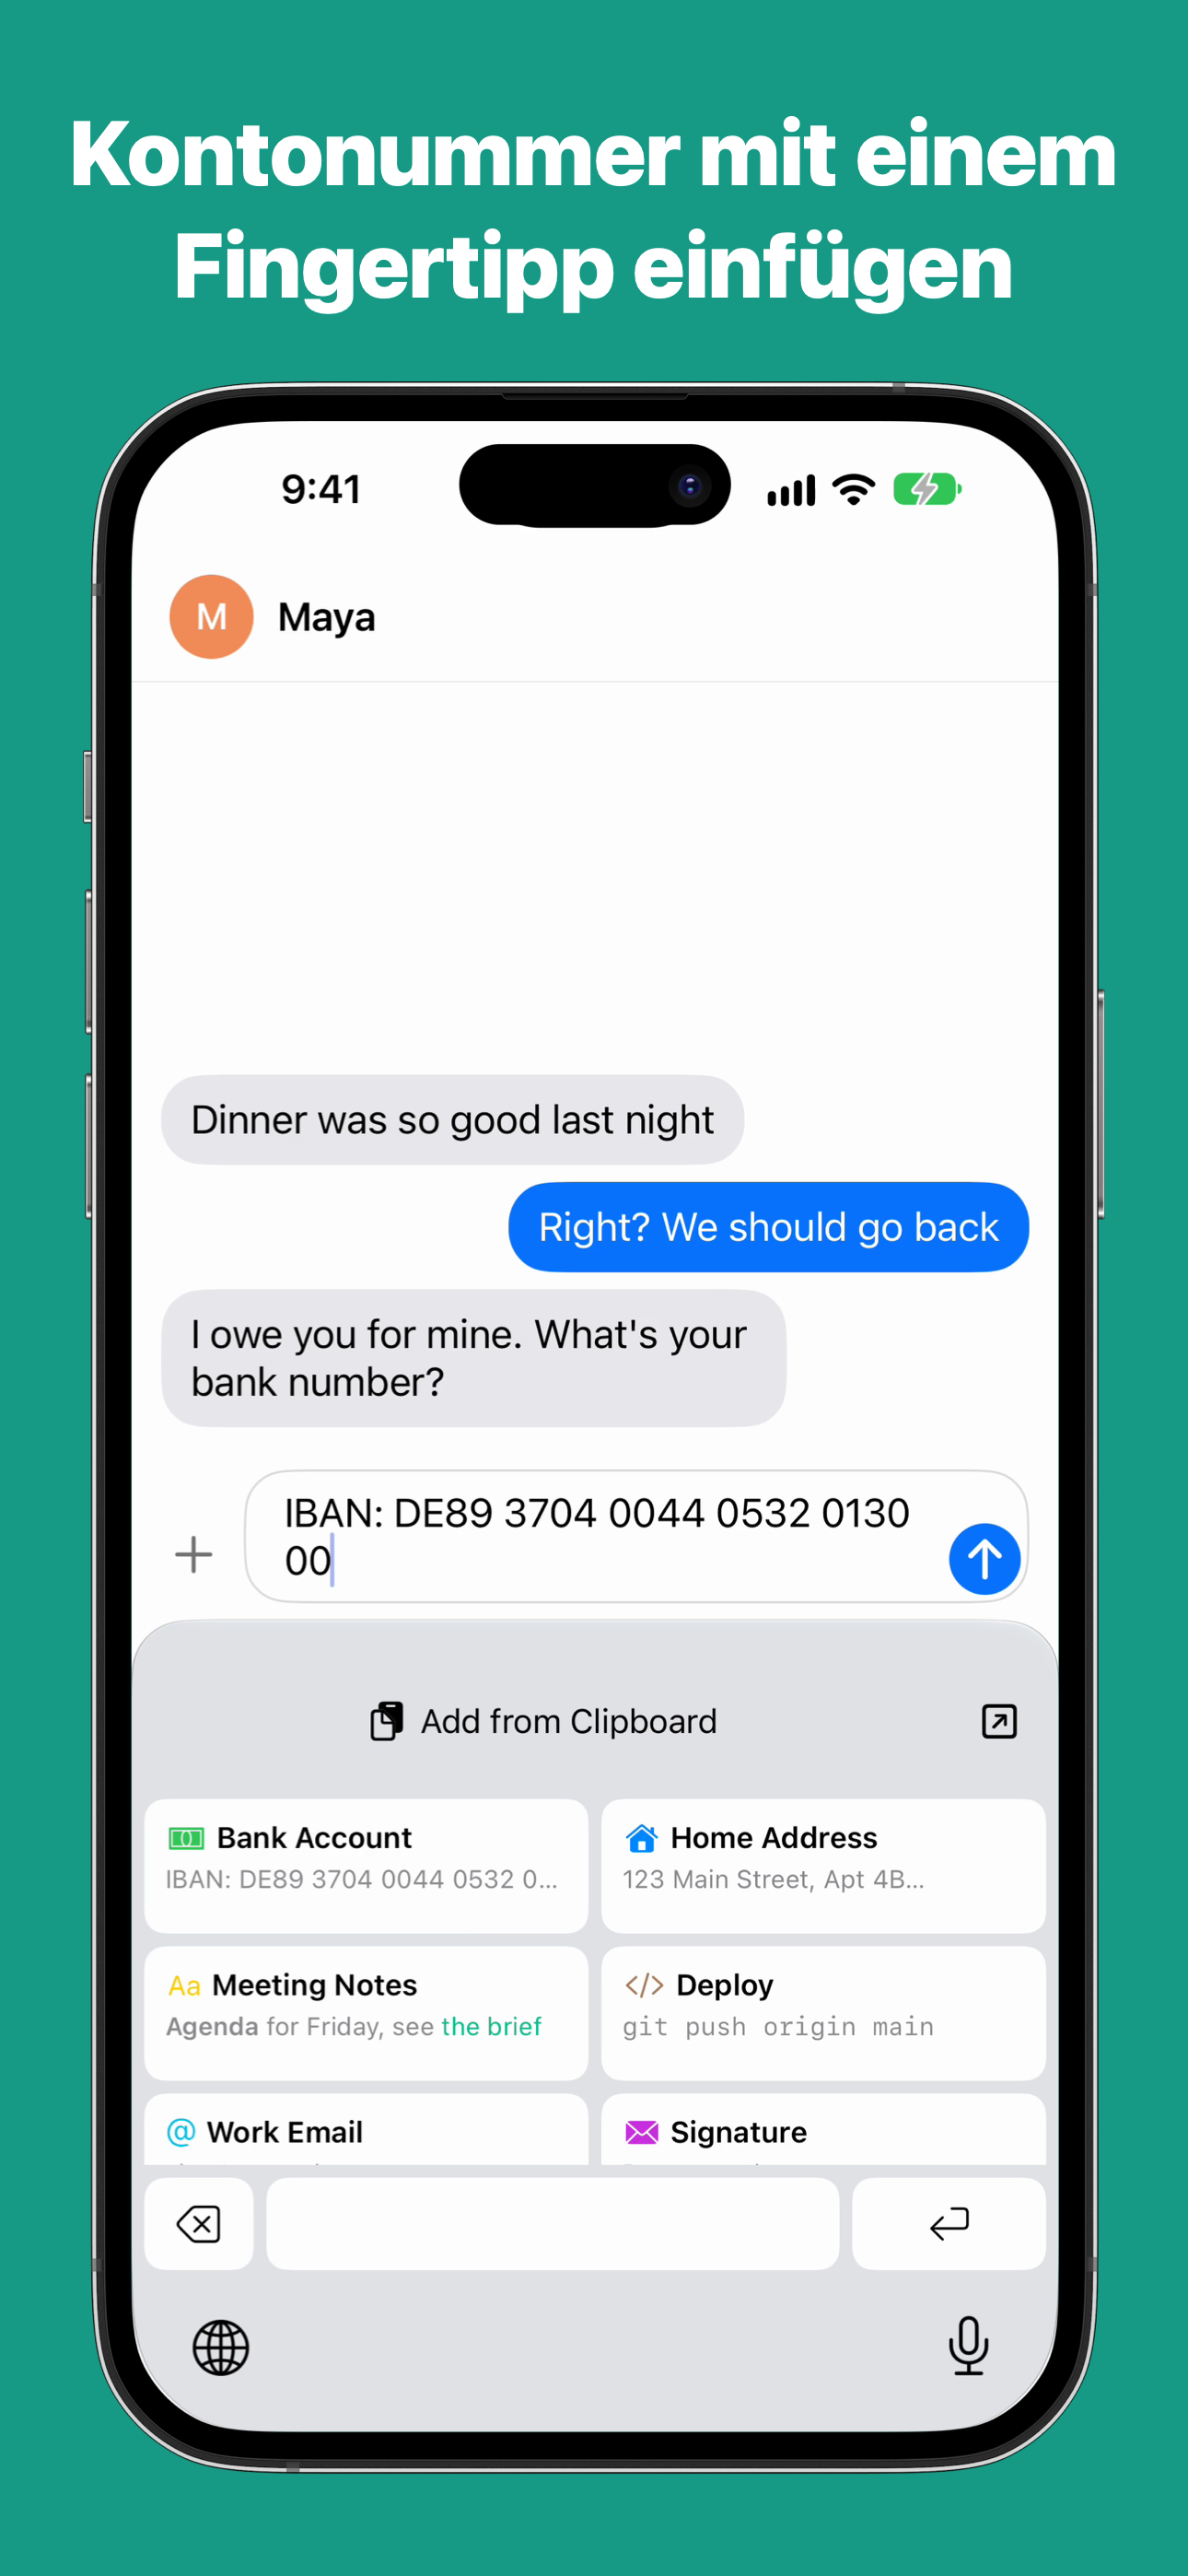 Kontonummer mit einem
Fingertipp einfügen
9:41
M
Maya
Dinner was so good last night
Right? We should go back
I owe you for mine. What's your
bank number?
IBAN: DE89 3704 0044 0532 0130
00
Add from Clipboard
Bank Account
IBAN: DE89 3704 0044 0532 0...
Home Address
123 Main Street, Apt 4B...
Aa Meeting Notes
Agenda for Friday, see the brief
</> Deploy
git push origin main
@ Work Email
Signature